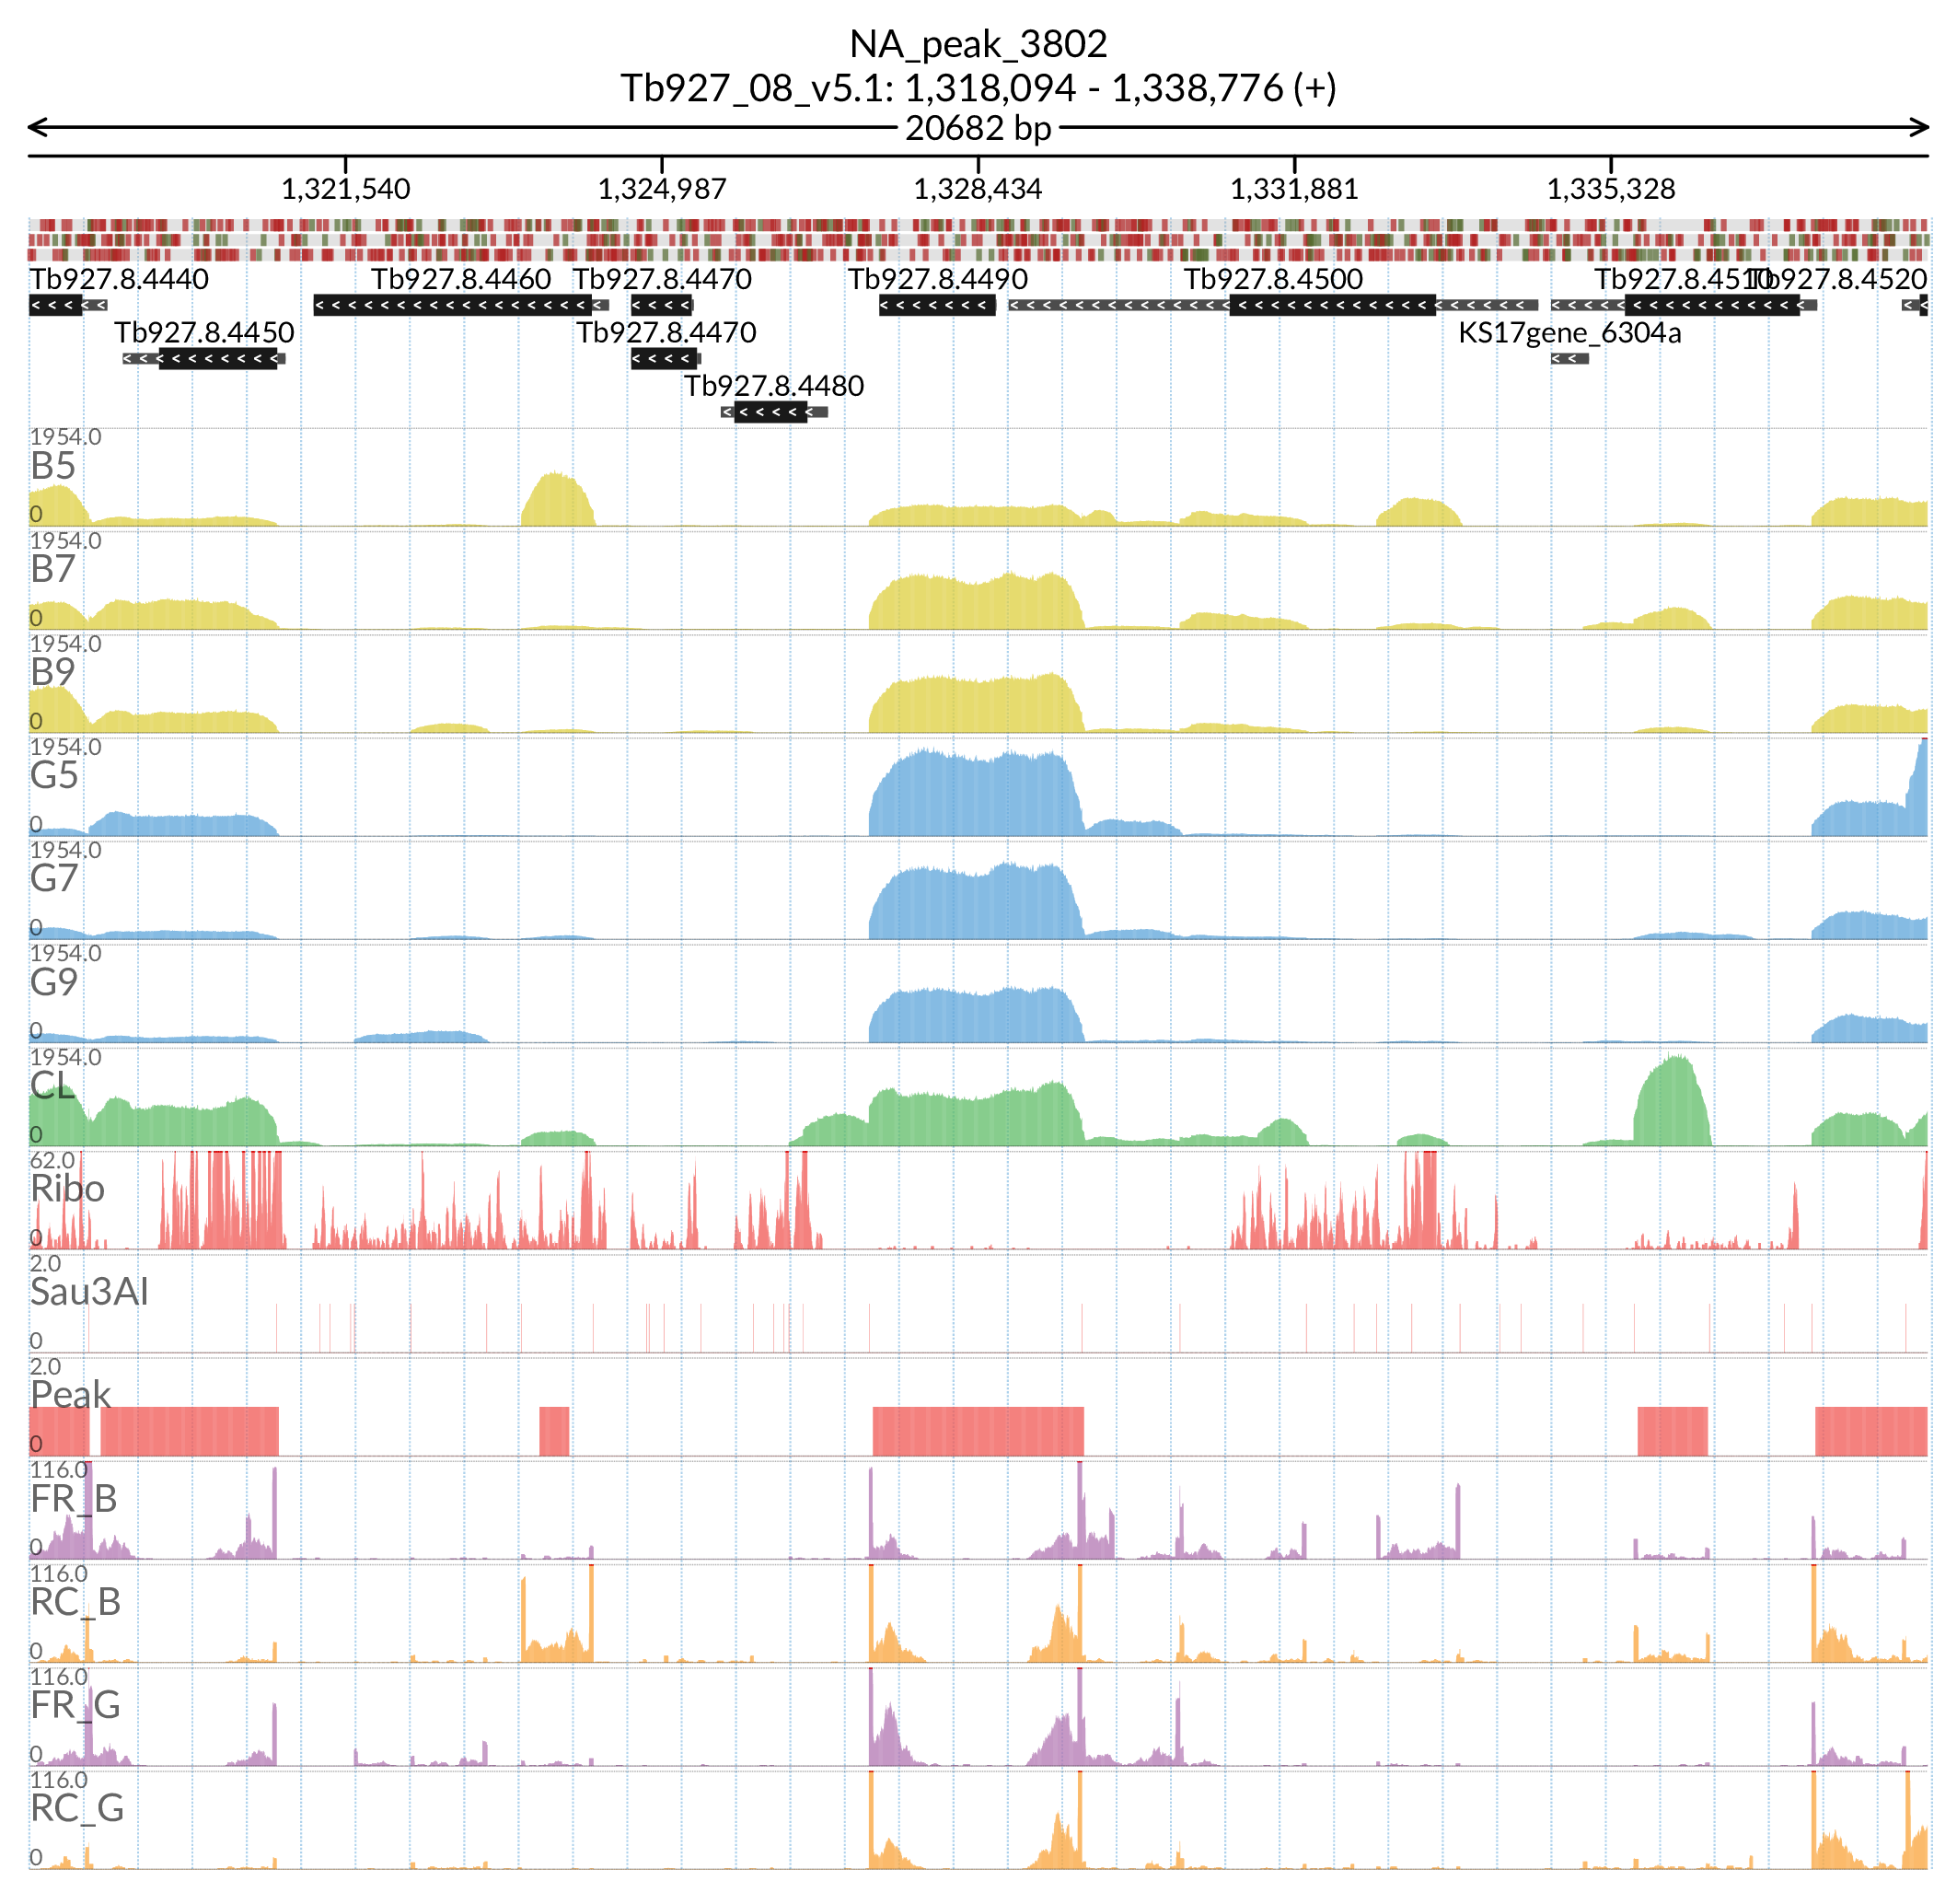 NA_peak_3802
Tb927_08_v5.1: 1,318,094 - 1,338,776 (+)
20682 bp
1,321,540 1,324,987 1,328,434 1,331,881 1,335,328
Tb927.8.4440 Tb927.8.4460 Tb927.8.4470 Tb927.8.4490 Tb927.8.4500 Tb927.8.4510 Tb927.8.4520
Tb927.8.4450 Tb927.8.4470 KS17gene_6304a
Tb927.8.4480
1954.0
B5
0
1954.0
B7
0
1954.0
B9
0
1954.0
G5
0
1954.0
G7
0
1954.0
G9
0
1954.0
CL
0
62.0
Ribo
0
2.0
Sau3AI
0
2.0
Peak
0
116.0
FR_B
0
116.0
RC_B
0
116.0
FR_G
0
116.0
RC_G
0